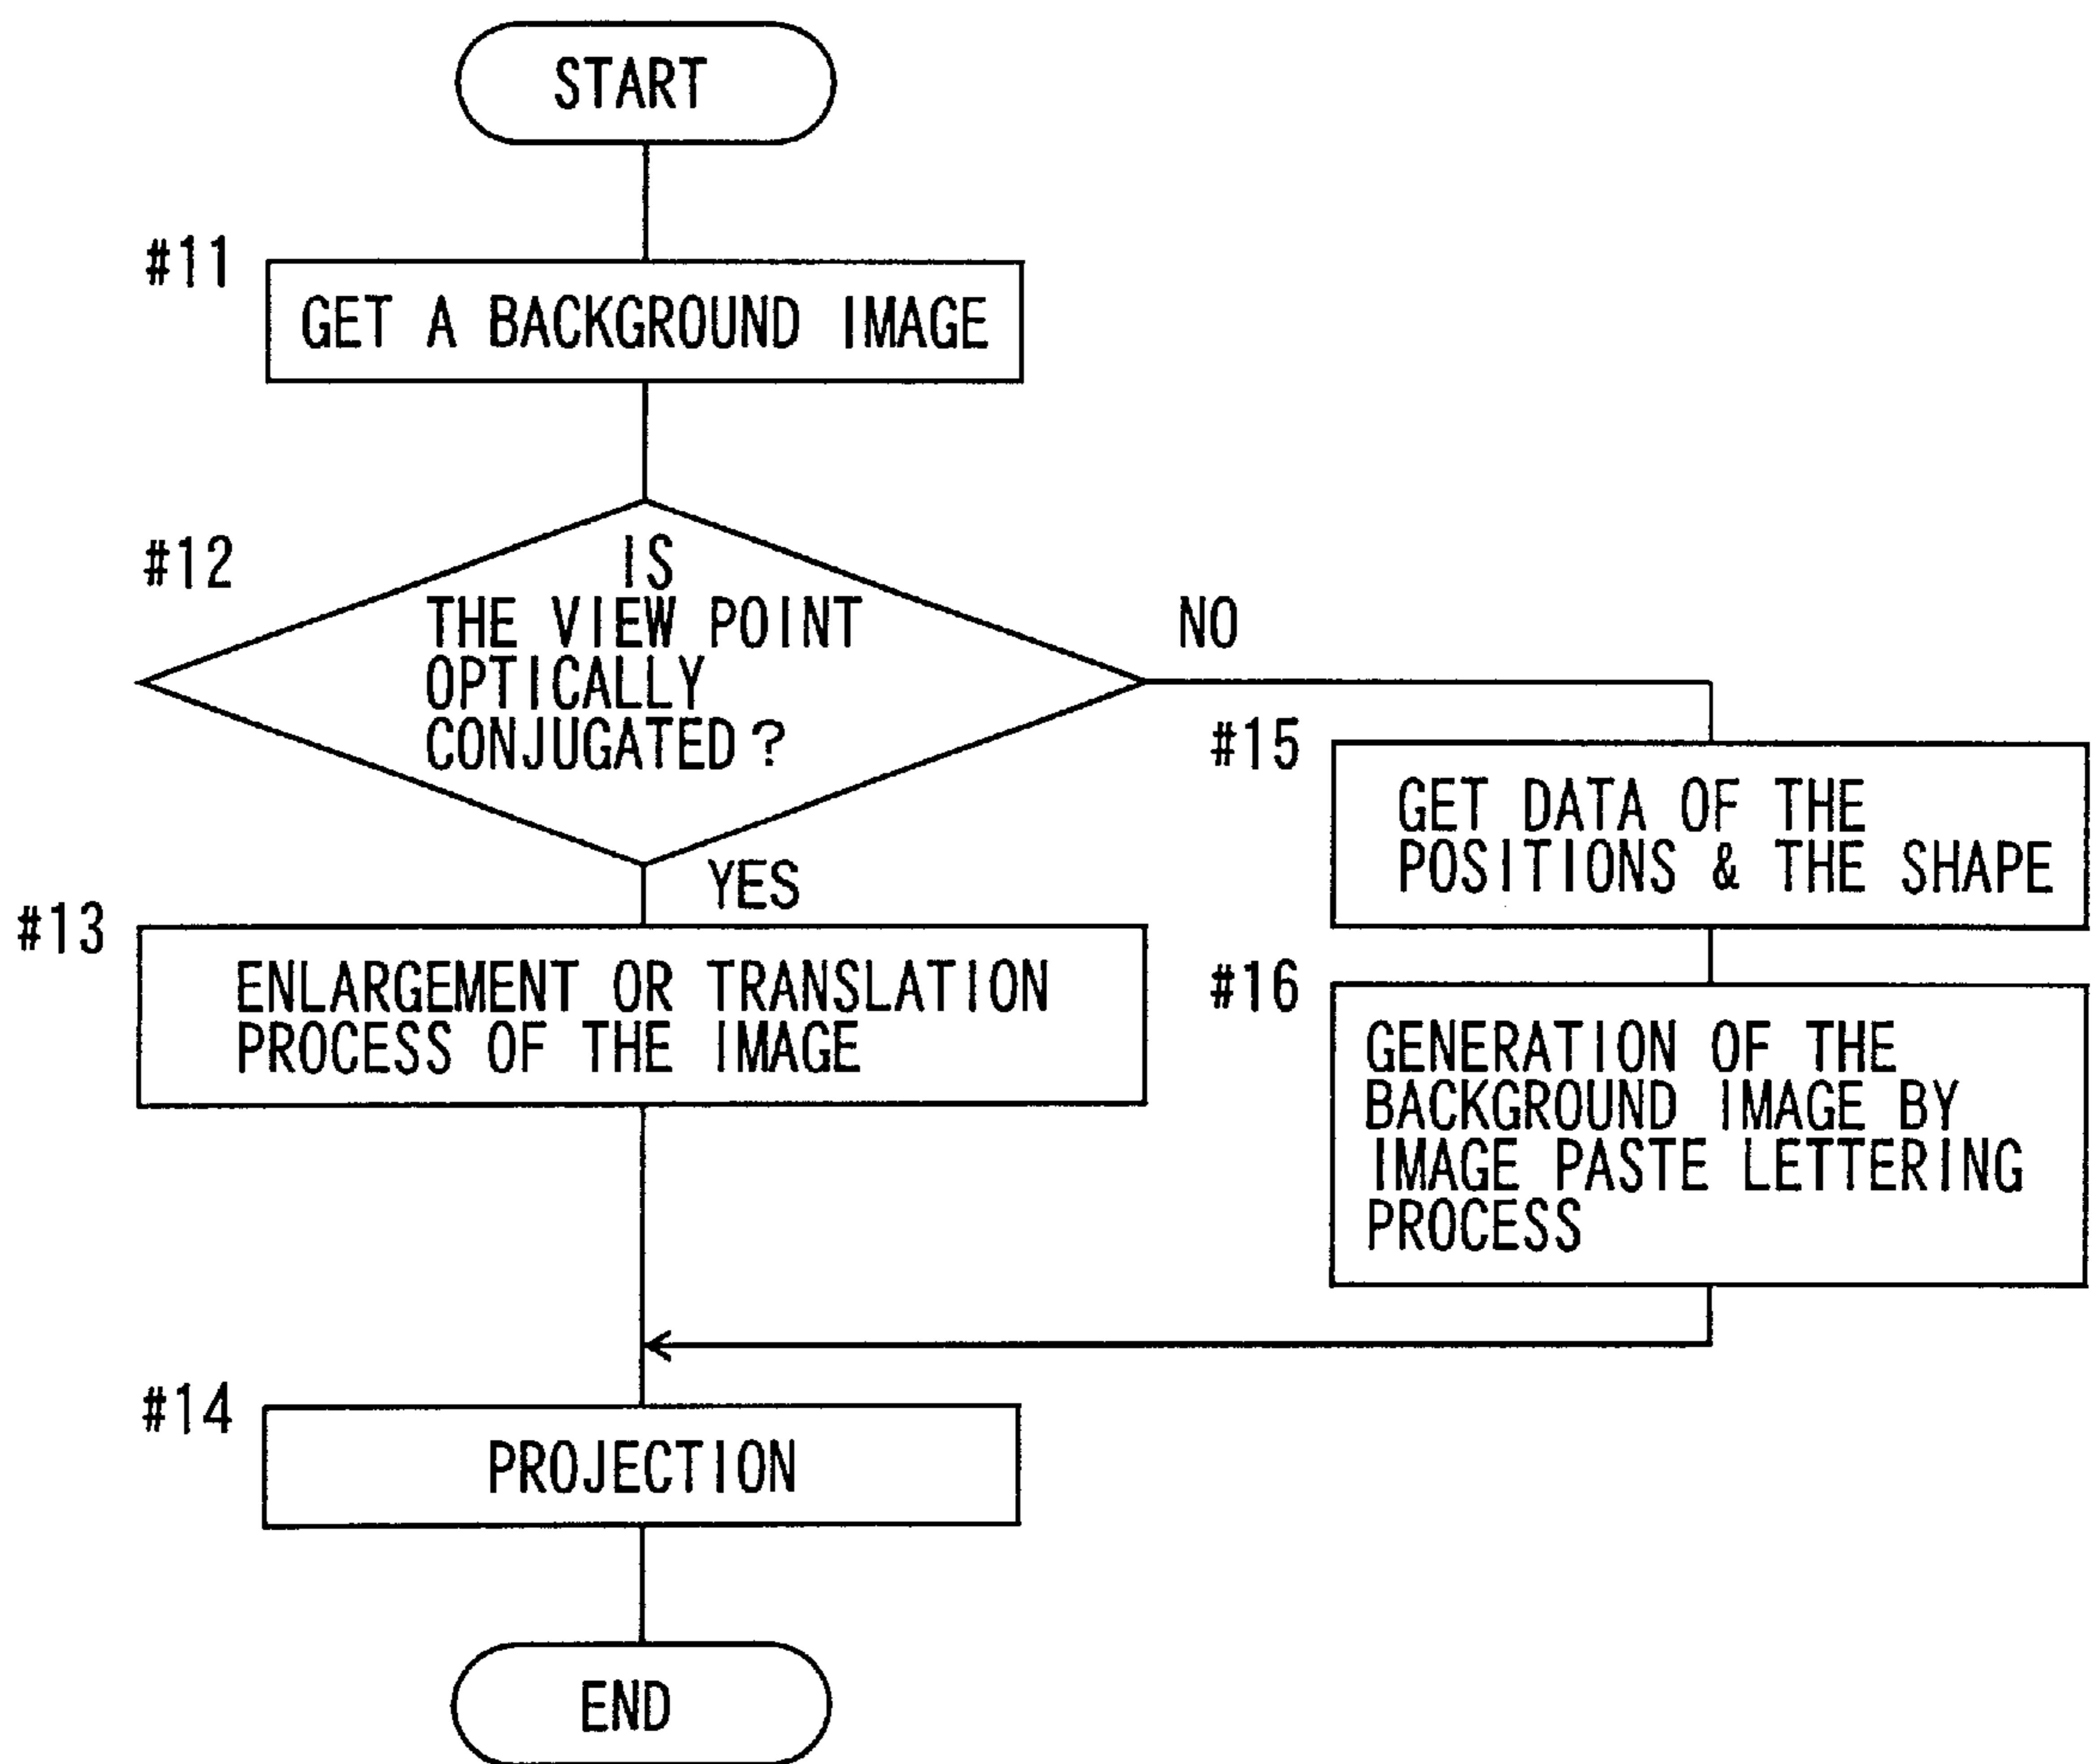 START
#11
GET A BACKGROUND IMAGE
#12
IS
THE VIEW POINT
OPTICALLY
CONJUGATED?
NO
YES
#13
ENLARGEMENT OR TRANSLATION
PROCESS OF THE IMAGE
#15
GET DATA OF THE
POSITIONS & THE SHAPE
#16
GENERATION OF THE
BACKGROUND IMAGE BY
IMAGE PASTE LETTERING
PROCESS
#14
PROJECTION
END